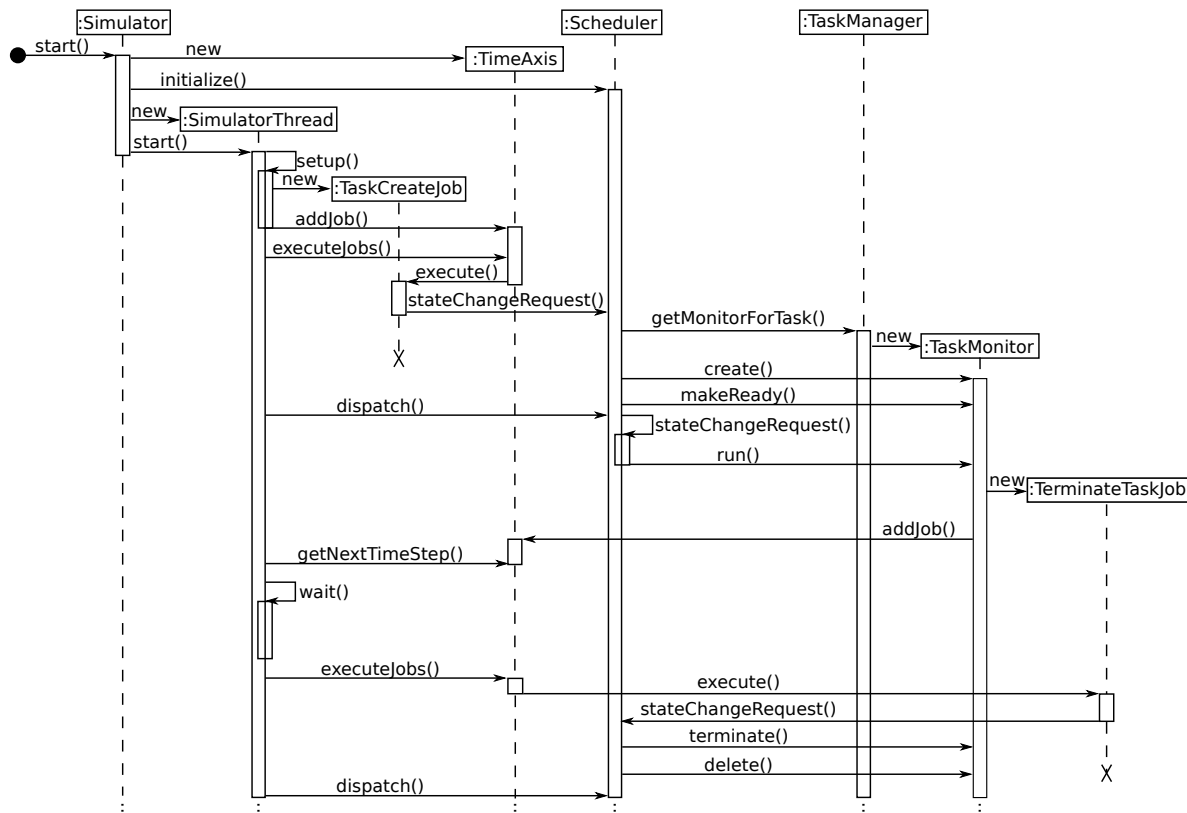 :Simulator
:Scheduler
:TaskManager
start()
new
:TimeAxis
initialize()
new
:SimulatorThread
start()
setup()
new
:TaskCreateJob
addJob()
executeJobs()
execute()
stateChangeRequest()
getMonitorForTask()
new
:TaskMonitor
create()
makeReady()
dispatch()
stateChangeRequest()
run()
new
:TerminateTaskJob
addJob()
getNextTimeStep()
wait()
executeJobs()
execute()
stateChangeRequest()
terminate()
delete()
dispatch()